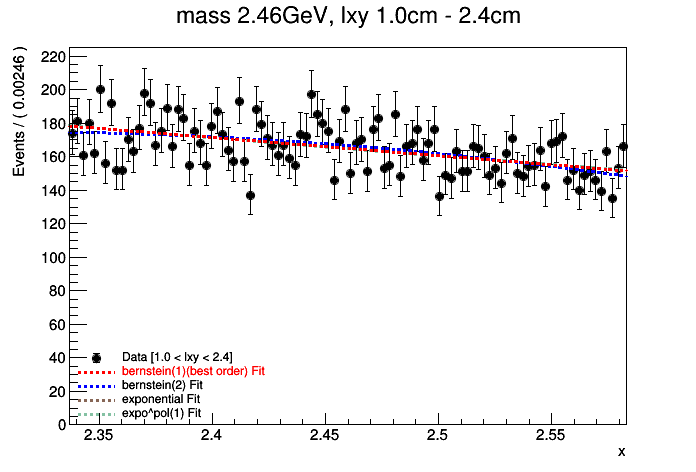 mass 2.46GeV, lxy 1.0cm - 2.4cm
Events / ( 0.00246 )
220
200
180
160
140
120
100
80
60
40
20
0
Data [1.0 < lxy < 2.4]
bernstein(1)(best order) Fit
bernstein(2) Fit
exponential Fit
expo^pol(1) Fit
2.35 2.4 2.45 2.5 2.55
x